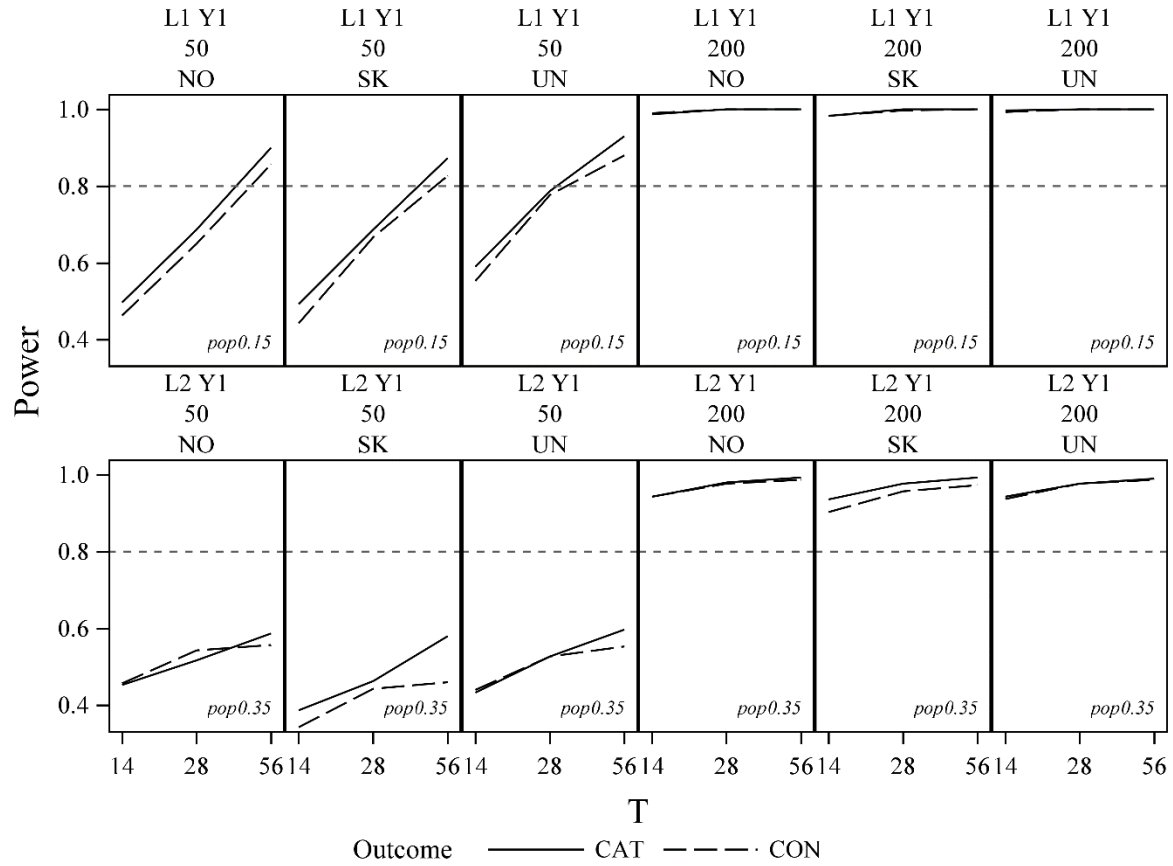 L1 Y1 L1 Y1 L1 Y1 L1 Y1 L1 Y1 L1 Y1
50 50 50 200 200 200
NO SK UN NO SK UN
1.0
0.8
0.6
0.4
pop0.15 pop0.15 pop0.15 pop0.15 pop0.15 pop0.15
Power
L2 Y1 L2 Y1 L2 Y1 L2 Y1 L2 Y1 L2 Y1
50 50 50 200 200 200
NO SK UN NO SK UN
1.0
0.8
0.6
0.4
pop0.35 pop0.35 pop0.35 pop0.35 pop0.35 pop0.35
14 28 56 14 28 56 14 28 56 14 28 56 14 28 56 14 28 56
T
Outcome CAT CON